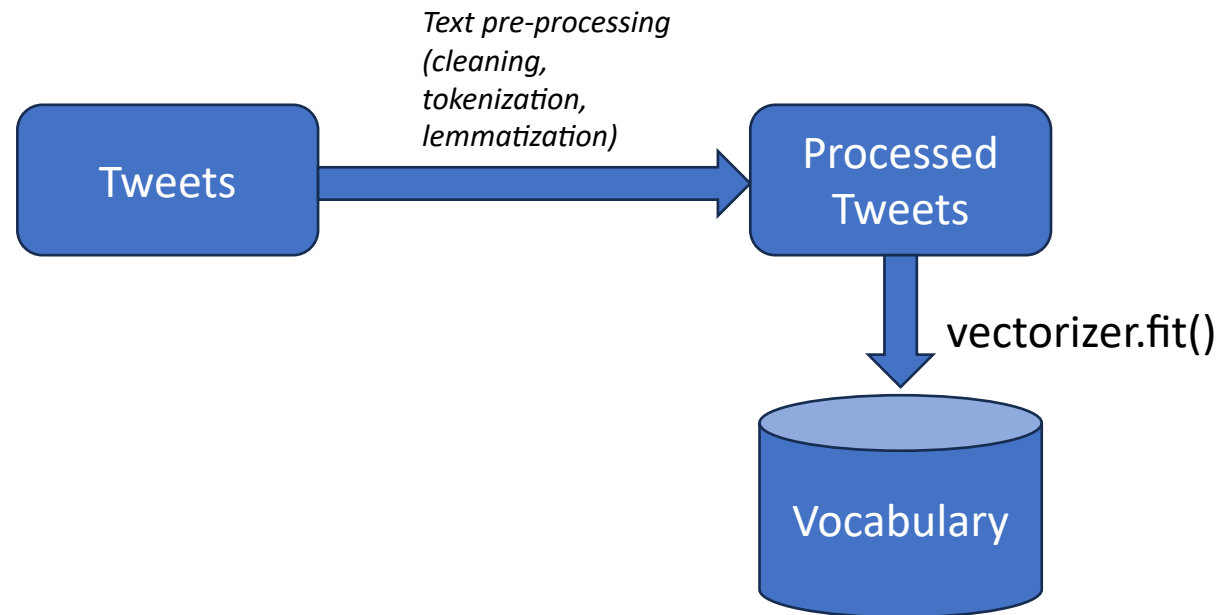 Text pre-processing
(cleaning,
tokenization,
lemmatization)
Tweets
Processed
Tweets
vectorizer.fit()
Vocabulary